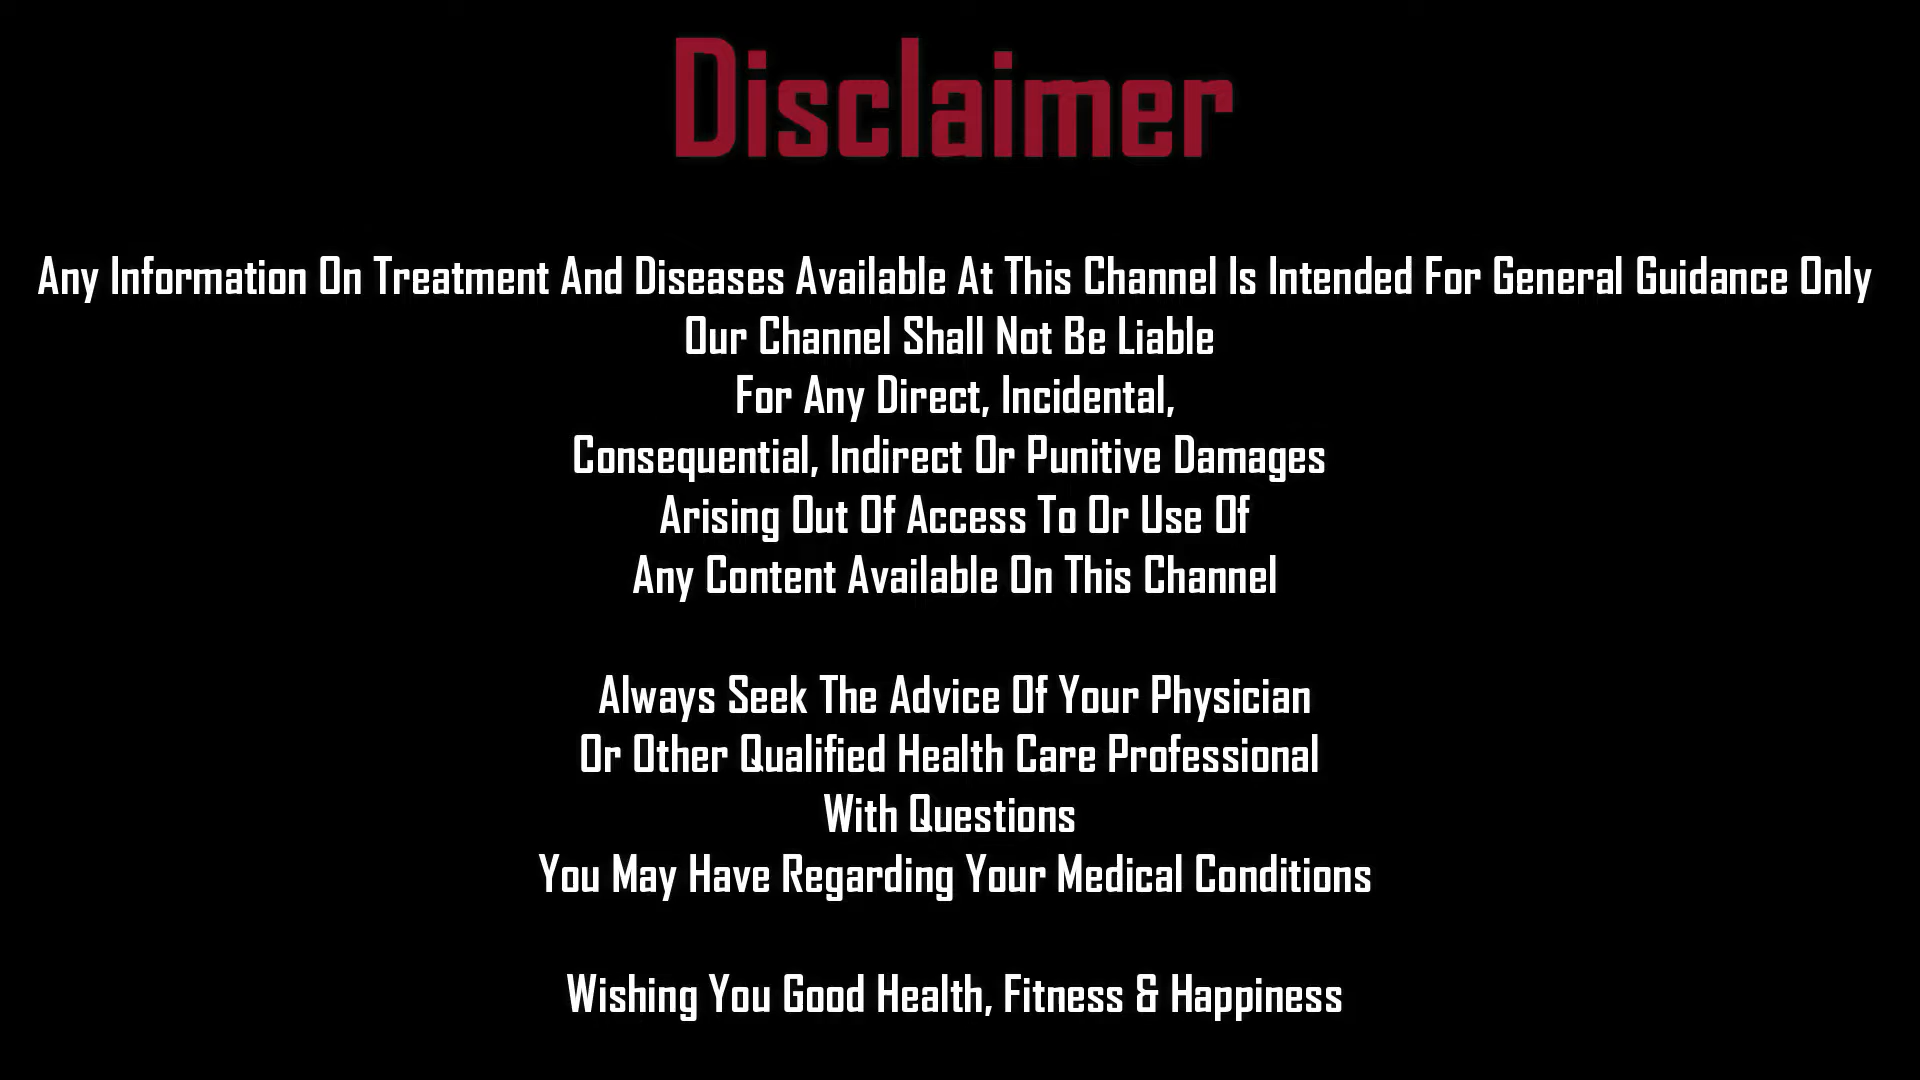 Disclaimer
Any Information On Treatment And Diseases Available At This Channel Is Intended For General Guidance Only
Our Channel Shall Not Be Liable
For Any Direct, Incidental,
Consequential, Indirect Or Punitive Damages
Arising Out Of Access To Or Use Of
Any Content Available On This Channel
Always Seek The Advice Of Your Physician
Or Other Qualified Health Care Professional
With Questions
You May Have Regarding Your Medical Conditions
Wishing You Good Health, Fitness & Happiness